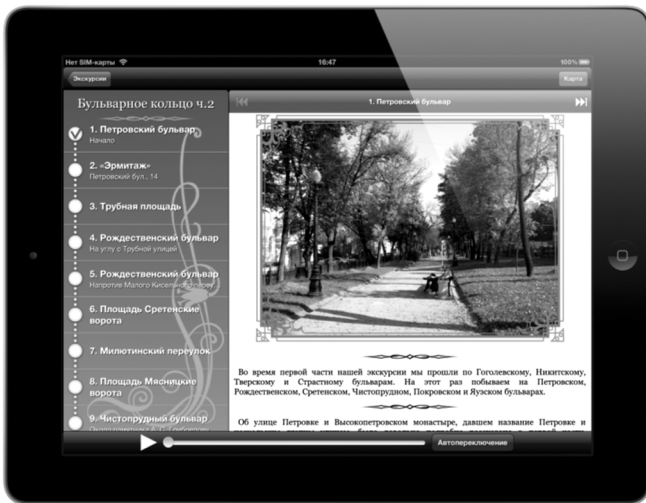 Нет SIM-карты 16:47 100%
Экскурсии Карта
Бульварное кольцо ч.2
1. Петровский бульвар
Начало
2. «Эрмитаж»
Петровский бул., 14
3. Трубная площадь
4. Рождественский бульвар
На углу с Трубной улицей
5. Рождественский бульвар
Напротив Малого
6. Площадь Сретенские
ворота
7. Милютинский переулок
8. Площадь Мясницкие
ворота
9. Чистопрудный бульвар
1. Петровский бульвар
Во время первой части нашей экскурсии мы прошли по Гоголевскому, Никитскому,
Тверскому и Страстному бульварам. На этот раз побываем на Петровском,
Рождественском, Сретенском, Чистопрудном, Покровском и Яузском бульварах.
Об улице Петровке и Высокопетровском монастыре, давшем название Петровке и
Автопереключение